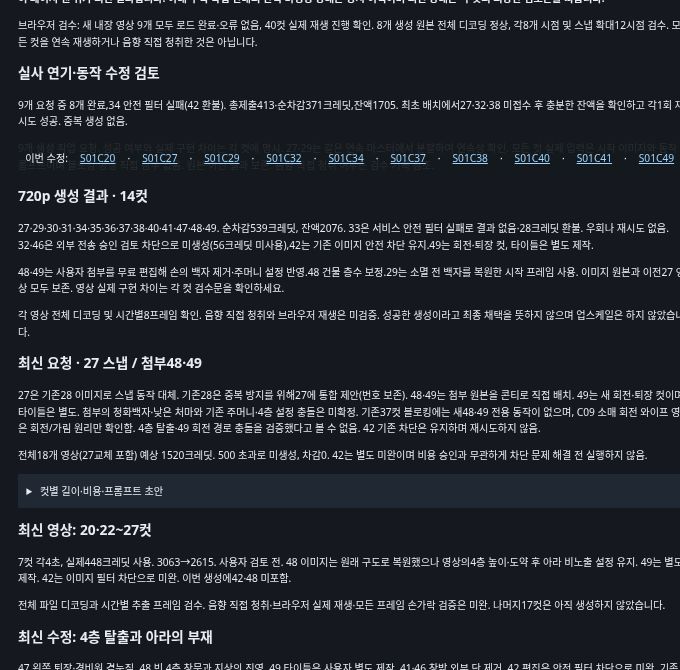 브라우저 검수: 새 내장 영상 9개 모두 로드 완료·오류 없음, 40컷 실제 재생 진행 확인. 8개 생성 원본 전체 디코딩 정상, 각8개 시점 및 스냅 확대12시점 검수. 모
든 컷을 연속 재생하거나 음향 직접 청취한 것은 아닙니다.
실사 연기·동작 수정 검토
9개 요청 중 8개 완료,34 안전 필터 실패(42 환불). 총제출413·순차감371크레딧,잔액1705. 최초 배치에서27·32·38 미접수 후 충분한 잔액을 확인하고 각1회 재
시도 성공. 중복 생성 없음.
이번 수정: S01C20 · S01C27 · S01C29 · S01C32 · S01C34 · S01C37 · S01C38 · S01C40 · S01C41 · S01C49
720p 생성 결과 · 14컷
27·29·30·31·34·35·36·37·38·40·41·47·48·49. 순차감539크레딧, 잔액2076. 33은 서비스 안전 필터 실패로 결과 없음·28크레딧 환불. 우회나 재시도 없음.
32·46은 외부 전송 승인 검토 차단으로 미생성(56크레딧 미사용),42는 기존 이미지 안전 차단 유지.49는 회전·퇴장 컷, 타이틀은 별도 제작.
48·49는 사용자 첨부를 무료 편집해 손의 백자 제거·주머니 설정 반영.48 건물 층수 보정.29는 소멸 전 백자를 복원한 시작 프레임 사용. 이미지 원본과 이전27 영
상 모두 보존. 영상 실제 구현 차이는 각 컷 검수문을 확인하세요.
각 영상 전체 디코딩 및 시간별8프레임 확인. 음향 직접 청취와 브라우저 재생은 미검증. 성공한 생성이라고 최종 채택을 뜻하지 않으며 업스케일은 하지 않았습니
다.
최신 요청 · 27 스냅 / 첨부48·49
27은 기존28 이미지로 스냅 동작 대체. 기존28은 중복 방지를 위해27에 통합 제안(번호 보존). 48·49는 첨부 원본을 콘티로 직접 배치. 49는 새 회전·퇴장 컷이며
타이틀은 별도. 첨부의 청화백자·낮은 처마와 기존 주머니·4층 설정 충돌은 미확정. 기존37컷 블로킹에는 새48·49 전용 동작이 없으며, C09 소매 회전 와이프 영
은 회전/가림 원리만 확인함. 4층 탈출·49 회전 경로 충돌을 검증했다고 볼 수 없음. 42 기존 차단은 유지하며 재시도하지 않음.
전체18개 영상(27교체 포함) 예상 1520크레딧. 500 초과로 미생성, 차감0. 42는 별도 미완이며 비용 승인과 무관하게 차단 문제 해결 전 실행하지 않음.
▶ 컷별 길이·비용·프롬프트 초안
최신 영상: 20·22~27컷
7컷 각4초, 실제448크레딧 사용. 3063→2615. 사용자 검토 전. 48 이미지는 원래 구도로 복원했으나 영상의4층 높이·도약 후 아라 비노출 설정 유지. 49는 별도
제작. 42는 이미지 필터 차단으로 미완. 이번 생성에42·48 미포함.
전체 파일 디코딩과 시간별 추출 프레임 검수. 음향 직접 청취·브라우저 실제 재생·모든 프레임 손가락 검증은 미완. 나머지17컷은 아직 생성하지 않았습니다.
최신 수정: 4층 탈출과 아라의 부재